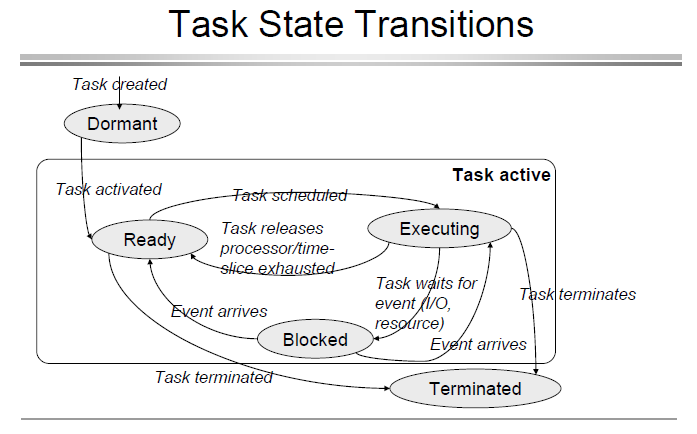 Task State Transitions
Task created
Dormant
Task active
Task activated
Task scheduled
Ready
Task releases
processor/time-
slice exhausted
Executing
Task waits for
event (I/O,
resource)
Task terminates
Event arrives
Blocked
Event arrives
Task terminated
Terminated